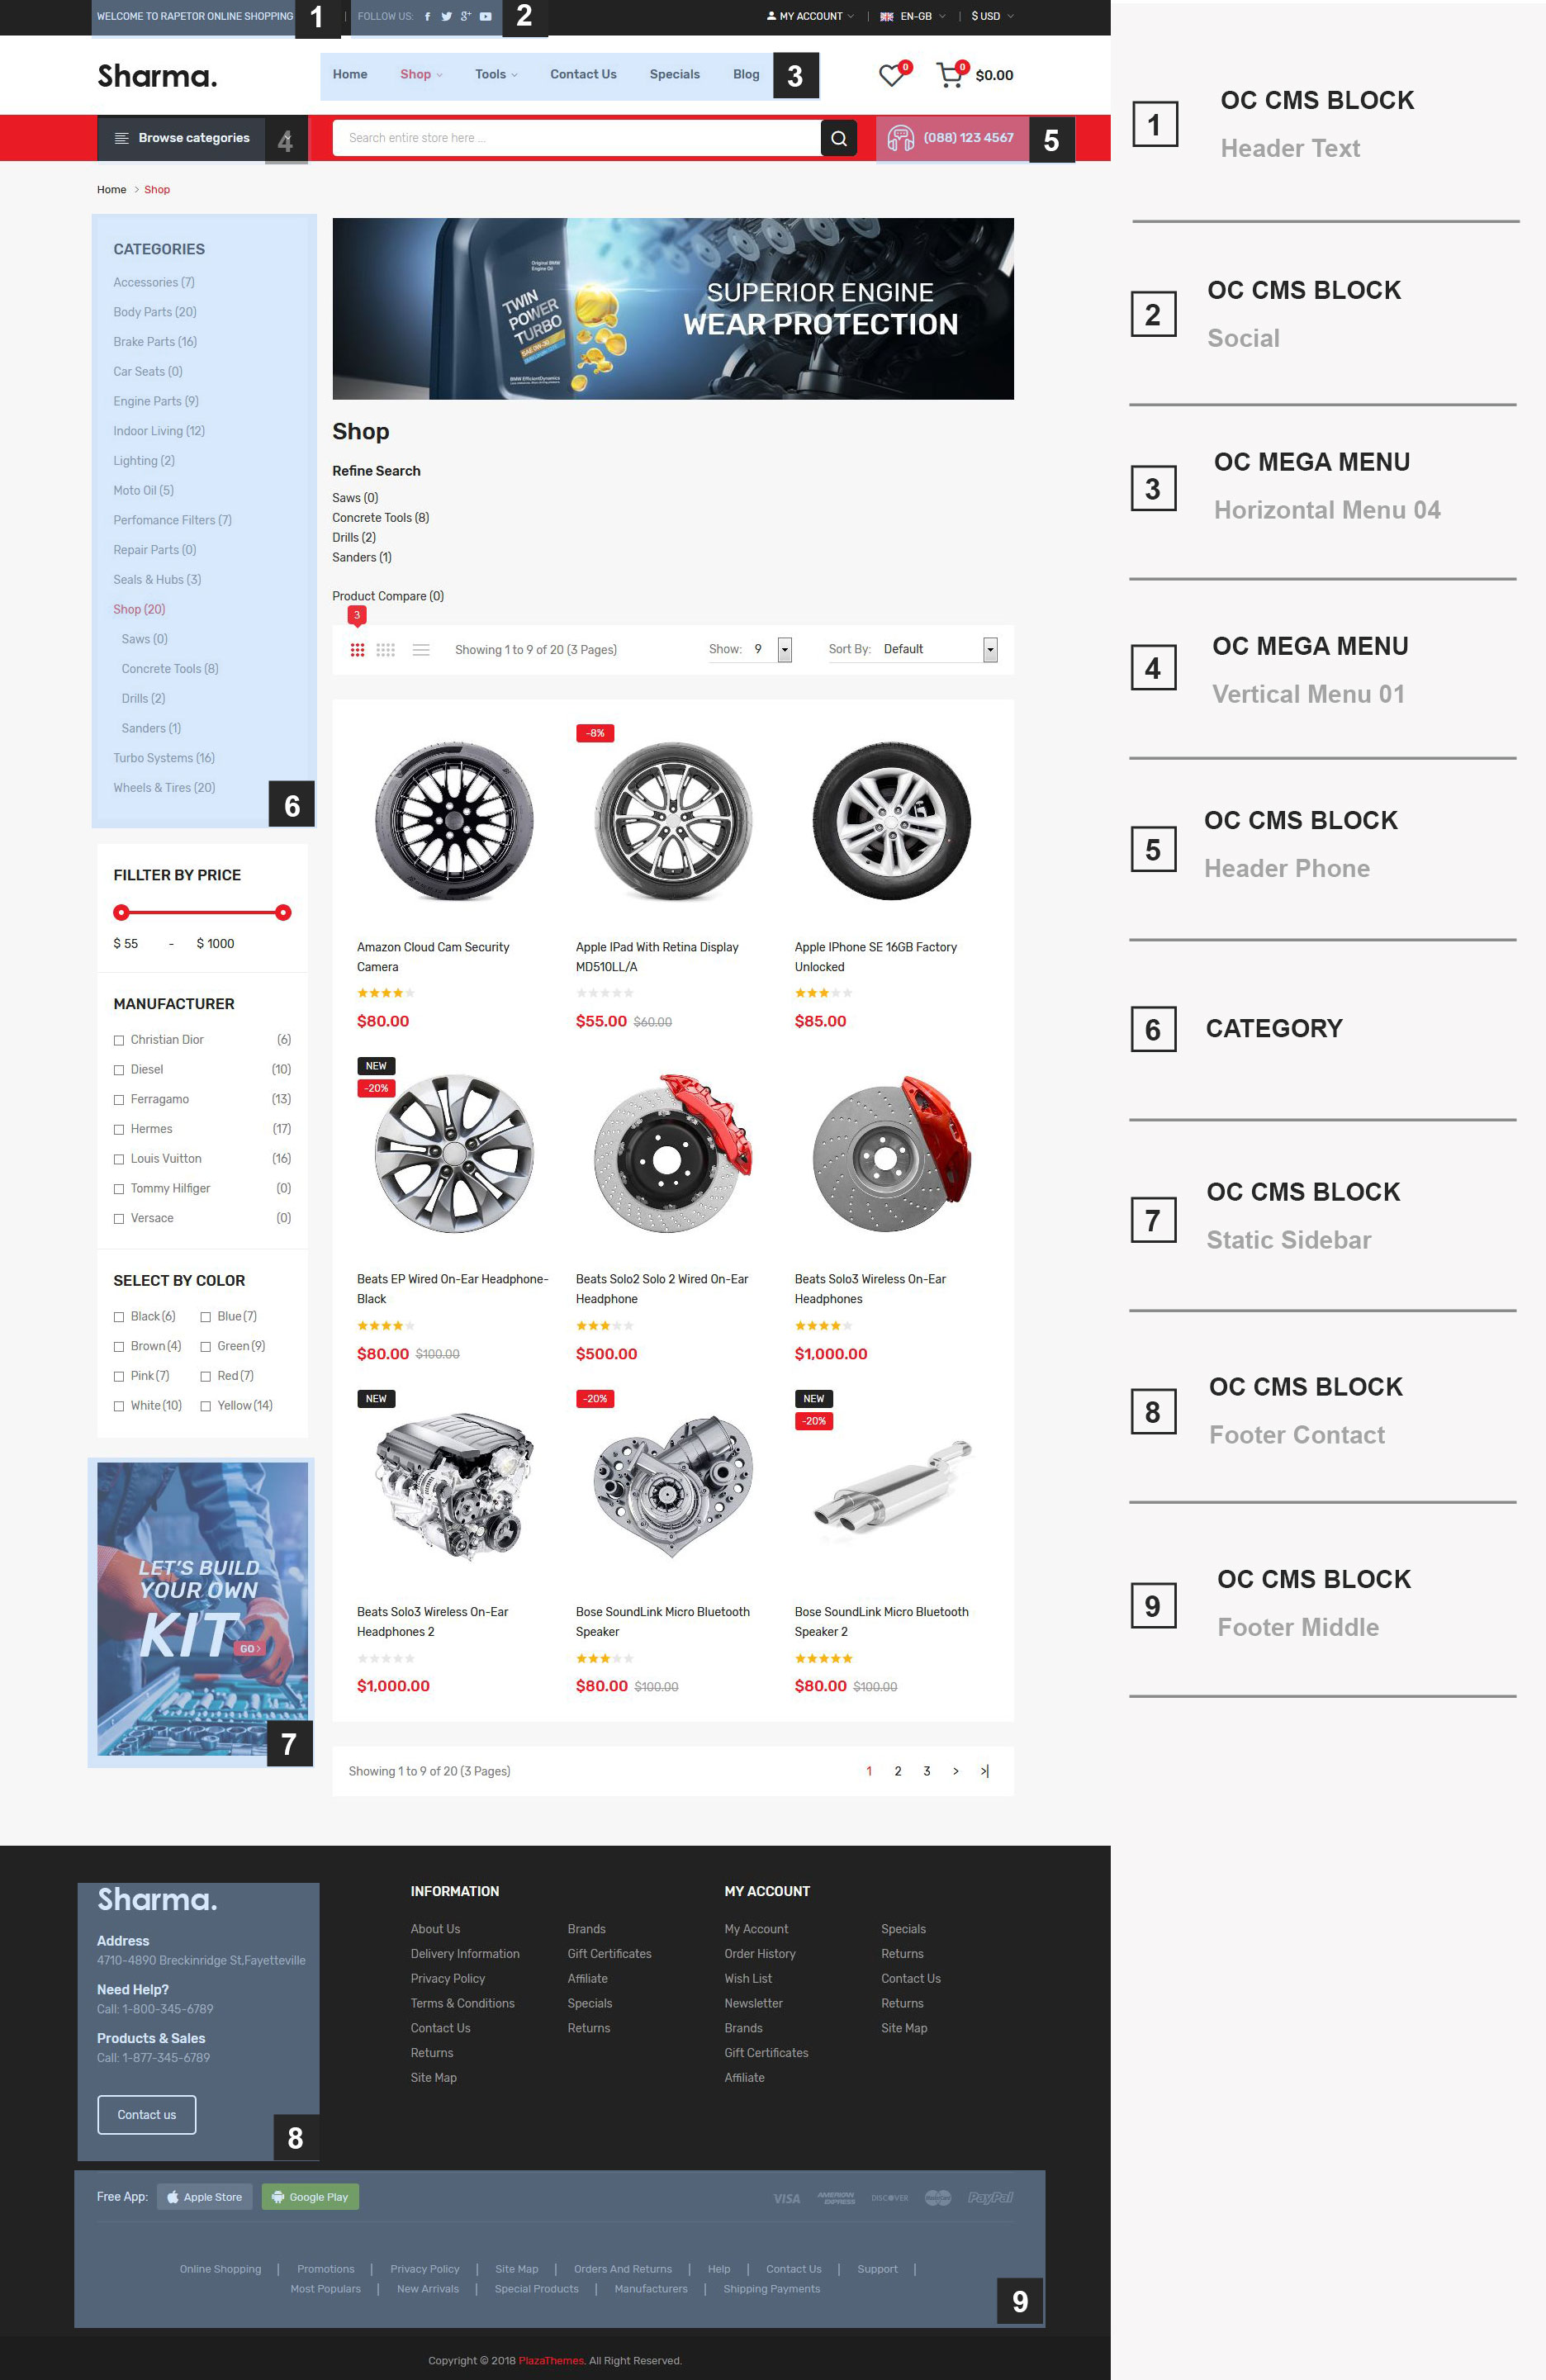 WELCOME TO RAPETOR ONLINE SHOPPING 1 | FOLLOW US: 2 MY ACCOUNT | EN-GB | $ USD
Sharma. Home Shop Tools Contact Us Specials Blog 3 0 0 $0.00
Browse categories 4 Search entire store here ... (088) 123 4567 5
Home > Shop
CATEGORIES
Accessories (7)
Body Parts (20)
Brake Parts (16)
Car Seats (0)
Engine Parts (9)
Indoor Living (12)
Lighting (2)
Moto Oil (5)
Perfomance Filters (7)
Repair Parts (0)
Seals & Hubs (3)
Shop (20)
Saws (0)
Concrete Tools (8)
Drills (2)
Sanders (1)
Turbo Systems (16)
Wheels & Tires (20)
6
FILLTER BY PRICE
$ 55 - $ 1000
MANUFACTURER
Christian Dior (6)
Diesel (10)
Ferragamo (13)
Hermes (17)
Louis Vuitton (16)
Tommy Hilfiger (0)
Versace (0)
SELECT BY COLOR
Black (6) Blue (7)
Brown (4) Green (9)
Pink (7) Red (7)
White (10) Yellow (14)
LET'S BUILD
YOUR OWN
KIT
GO >
7
Original BMW
Engine Oil
TWIN
POWER
TURBO
SAE 0W-30
BMW EfficientDynamics
SUPERIOR ENGINE
WEAR PROTECTION
Shop
Refine Search
Saws (0)
Concrete Tools (8)
Drills (2)
Sanders (1)
Product Compare (0)
3
Showing 1 to 9 of 20 (3 Pages) Show: 9 Sort By: Default
-8%
Amazon Cloud Cam Security
Camera
$80.00
Apple IPad With Retina Display
MD510LL/A
$55.00 $60.00
Apple IPhone SE 16GB Factory
Unlocked
$85.00
NEW
-20%
Beats EP Wired On-Ear Headphone-
Black
$80.00 $100.00
Beats Solo2 Solo 2 Wired On-Ear
Headphone
$500.00
Beats Solo3 Wireless On-Ear
Headphones
$1,000.00
NEW
Beats Solo3 Wireless On-Ear
Headphones 2
$1,000.00
-20%
Bose SoundLink Micro Bluetooth
Speaker
$80.00 $100.00
NEW
-20%
Bose SoundLink Micro Bluetooth
Speaker 2
$80.00 $100.00
Showing 1 to 9 of 20 (3 Pages) 1 2 3 > >|
Sharma.
Address
4710-4890 Breckinridge St,Fayetteville
Need Help?
Call: 1-800-345-6789
Products & Sales
Call: 1-877-345-6789
Contact us
8
INFORMATION
About Us
Delivery Information
Privacy Policy
Terms & Conditions
Contact Us
Returns
Site Map
Brands
Gift Certificates
Affiliate
Specials
Returns
MY ACCOUNT
My Account
Order History
Wish List
Newsletter
Brands
Gift Certificates
Affiliate
Specials
Returns
Contact Us
Returns
Site Map
Free App: Apple Store Google Play VISA AMERICAN EXPRESS DISCOVER MasterCard PayPal
Online Shopping | Promotions | Privacy Policy | Site Map | Orders And Returns | Help | Contact Us | Support |
Most Populars | New Arrivals | Special Products | Manufacturers | Shipping Payments
9
Copyright © 2018 PlazaThemes. All Right Reserved.
1 OC CMS BLOCK
Header Text
2 OC CMS BLOCK
Social
3 OC MEGA MENU
Horizontal Menu 04
4 OC MEGA MENU
Vertical Menu 01
5 OC CMS BLOCK
Header Phone
6 CATEGORY
7 OC CMS BLOCK
Static Sidebar
8 OC CMS BLOCK
Footer Contact
9 OC CMS BLOCK
Footer Middle